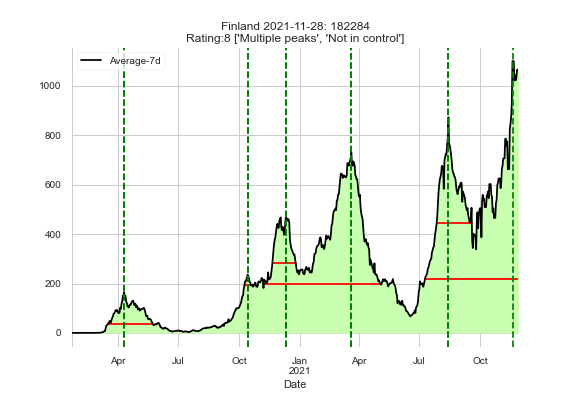 Finland 2021-11-28: 182284
Rating:8 ['Multiple peaks', 'Not in control']
Average-7d
1000
800
600
400
200
0
Apr Jul Oct Jan Apr Jul Oct
2021
Date